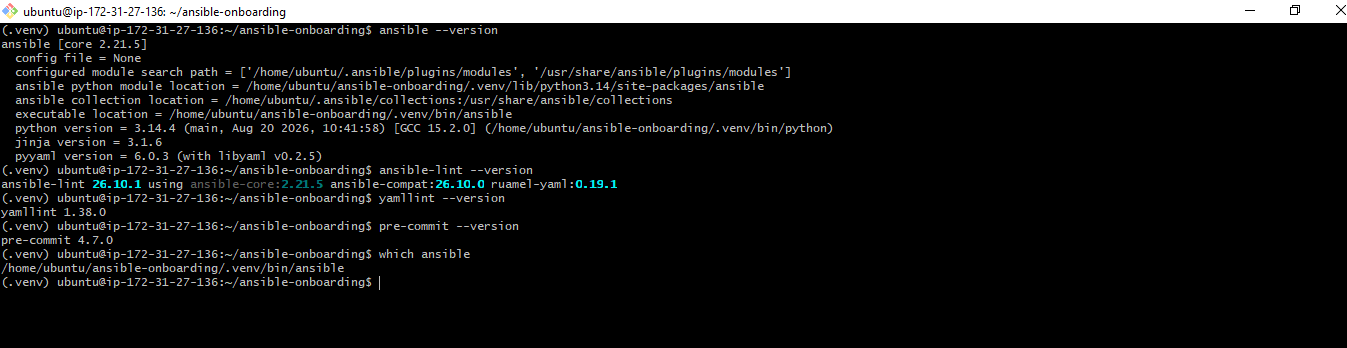 ubuntu@ip-172-31-27-136: ~/ansible-onboarding
(.venv) ubuntu@ip-172-31-27-136:~/ansible-onboarding$ ansible --version
ansible [core 2.21.5]
  config file = None
  configured module search path = ['/home/ubuntu/.ansible/plugins/modules', '/usr/share/ansible/plugins/modules']
  ansible python module location = /home/ubuntu/ansible-onboarding/.venv/lib/python3.14/site-packages/ansible
  ansible collection location = /home/ubuntu/.ansible/collections:/usr/share/ansible/collections
  executable location = /home/ubuntu/ansible-onboarding/.venv/bin/ansible
  python version = 3.14.4 (main, Aug 20 2026, 10:41:58) [GCC 15.2.0] (/home/ubuntu/ansible-onboarding/.venv/bin/python)
  jinja version = 3.1.6
  pyyaml version = 6.0.3 (with libyaml v0.2.5)
(.venv) ubuntu@ip-172-31-27-136:~/ansible-onboarding$ ansible-lint --version
ansible-lint 26.10.1 using ansible-core:2.21.5 ansible-compat:26.10.0 ruamel-yaml:0.19.1
(.venv) ubuntu@ip-172-31-27-136:~/ansible-onboarding$ yamllint --version
yamllint 1.38.0
(.venv) ubuntu@ip-172-31-27-136:~/ansible-onboarding$ pre-commit --version
pre-commit 4.7.0
(.venv) ubuntu@ip-172-31-27-136:~/ansible-onboarding$ which ansible
/home/ubuntu/ansible-onboarding/.venv/bin/ansible
(.venv) ubuntu@ip-172-31-27-136:~/ansible-onboarding$